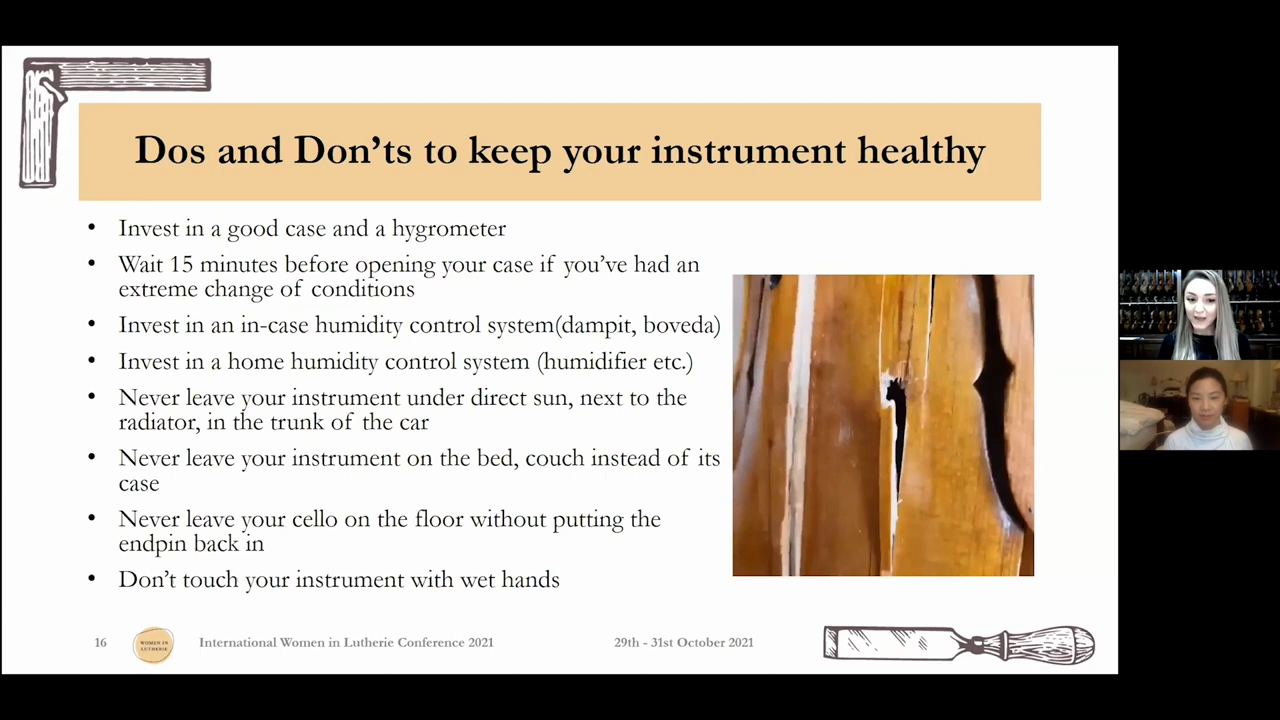 Dos and Don'ts to keep your instrument healthy
• Invest in a good case and a hygrometer
• Wait 15 minutes before opening your case if you've had an
extreme change of conditions
• Invest in an in-case humidity control system(dampit, boveda)
• Invest in a home humidity control system (humidifier etc.)
• Never leave your instrument under direct sun, next to the
radiator, in the trunk of the car
• Never leave your instrument on the bed, couch instead of its
case
• Never leave your cello on the floor without putting the
endpin back in
• Don't touch your instrument with wet hands
16
WOMEN IN
LUTHERIE
International Women in Lutherie Conference 2021
29th - 31st October 2021